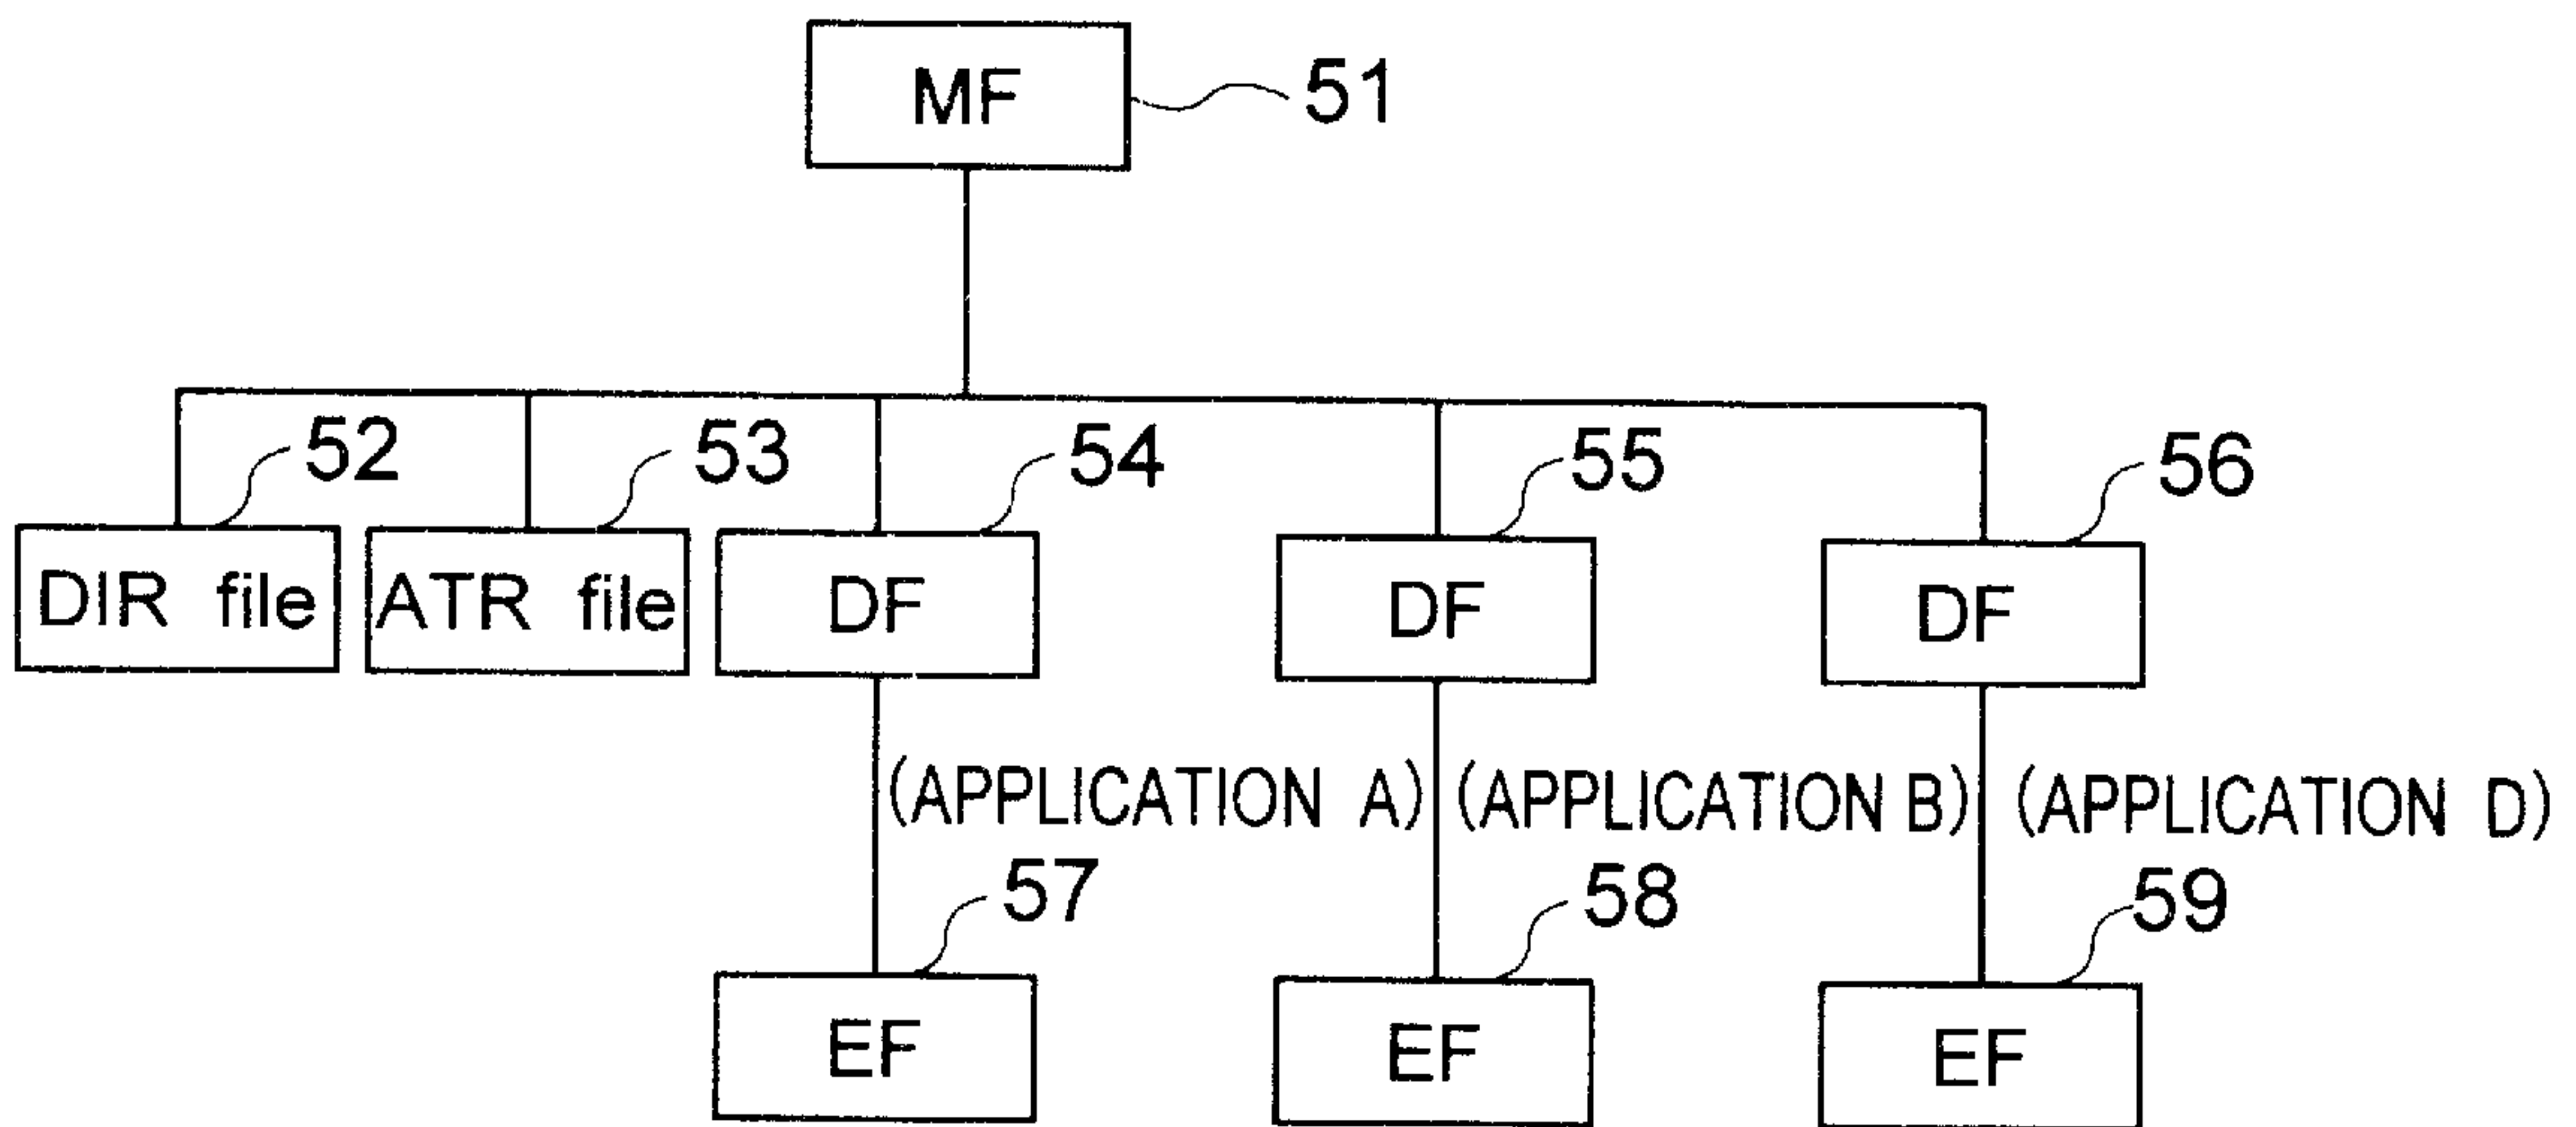 MF
51
52
53
54
55
56
DIR file
ATR file
DF
DF
DF
(APPLICATION A)
(APPLICATION B)
(APPLICATION D)
57
58
59
EF
EF
EF